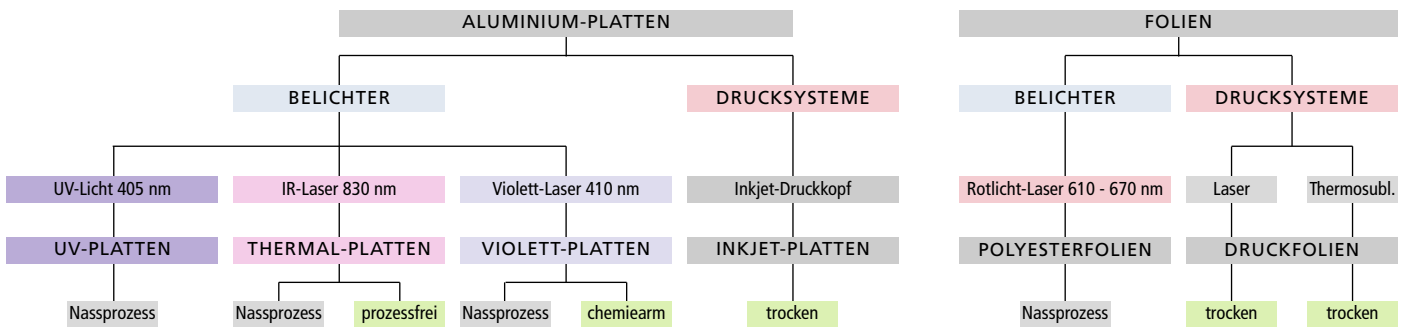 ALUMINIUM-PLATTEN
FOLIEN
BELICHTER
DRUCKSYSTEME
BELICHTER
DRUCKSYSTEME
UV-Licht 405 nm
IR-Laser 830 nm
Violett-Laser 410 nm
Inkjet-Druckkopf
Rotlicht-Laser 610 - 670 nm
Laser
Thermosubl.
UV-PLATTEN
THERMAL-PLATTEN
VIOLETT-PLATTEN
INKJET-PLATTEN
POLYESTERFOLIEN
DRUCKFOLIEN
Nassprozess
Nassprozess
prozessfrei
Nassprozess
chemiearm
trocken
Nassprozess
trocken
trocken